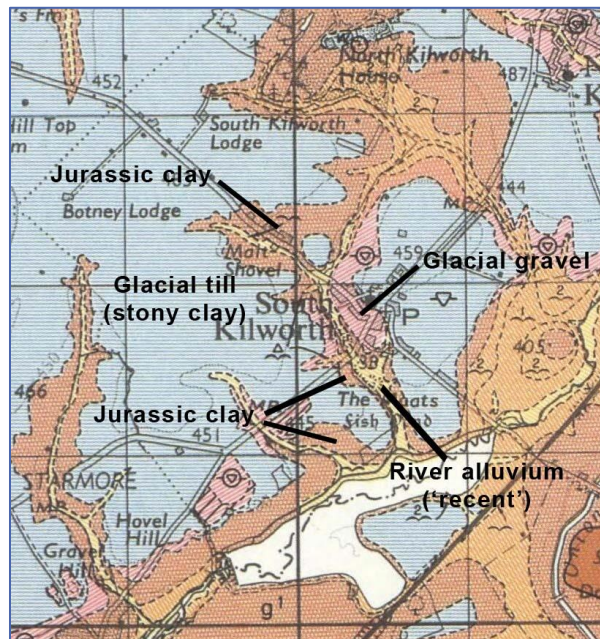 's Fm
452
North Kilworth
House
487
Hill Top
South Kilworth
Lodge
Jurassic clay
Botney Lodge
444
Malt
Shovel
459
Glacial gravel
Glacial till
(stony clay)
South
Kilworth
P
405
466
Jurassic clay
451
River alluvium
('recent')
STARMORE
Hovel
Hill
Gravel
Hill
g¹